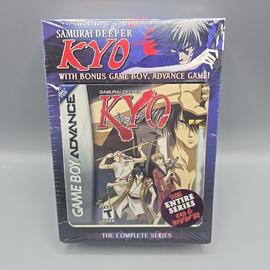 SAMURAI DEEPER
KYO
WITH BONUS GAME BOY ADVANCE GAME!
GAME BOY ADVANCE
SAMURAI DEEPER
KYO
T
THE
ENTIRE
SERIES
THE COMPLETE SERIES